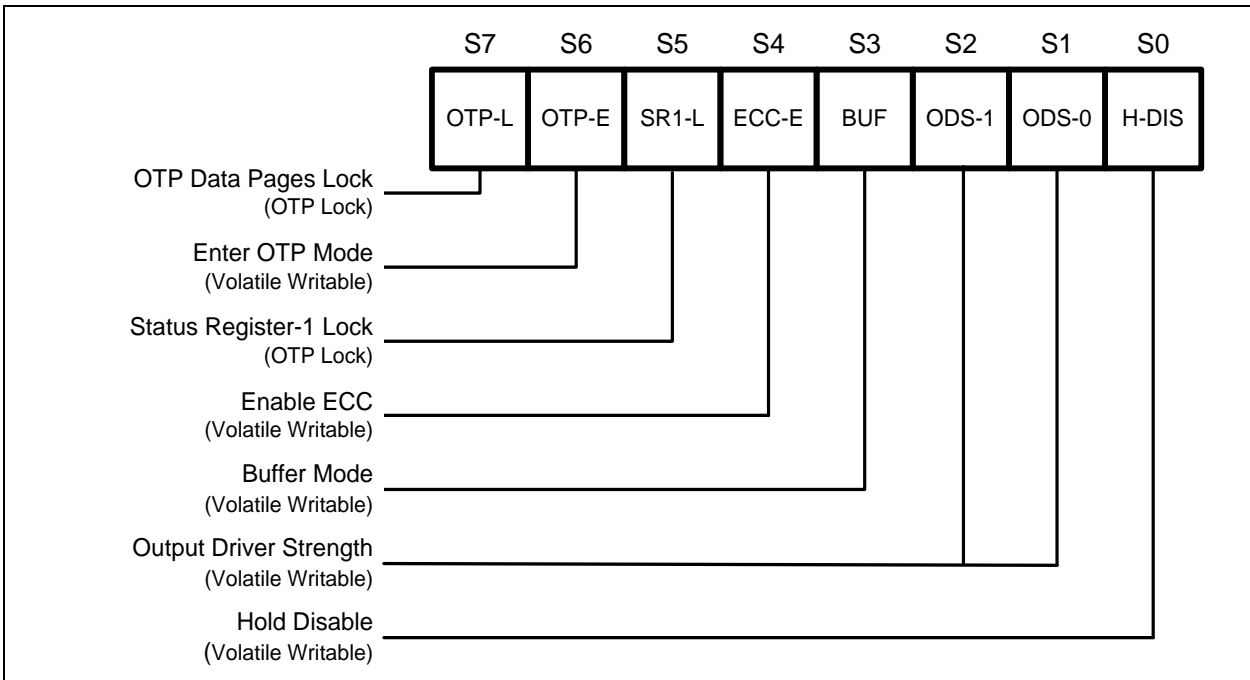 S7 S6 S5 S4 S3 S2 S1 S0
OTP-L OTP-E SR1-L ECC-E BUF ODS-1 ODS-0 H-DIS
OTP Data Pages Lock
(OTP Lock)
Enter OTP Mode
(Volatile Writable)
Status Register-1 Lock
(OTP Lock)
Enable ECC
(Volatile Writable)
Buffer Mode
(Volatile Writable)
Output Driver Strength
(Volatile Writable)
Hold Disable
(Volatile Writable)